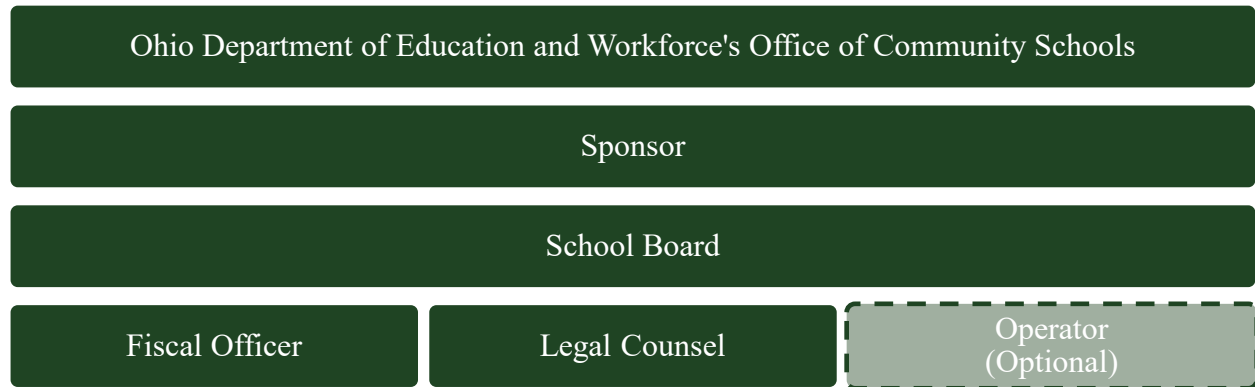 Ohio Department of Education and Workforce's Office of Community Schools
Sponsor
School Board
Fiscal Officer
Legal Counsel
Operator
(Optional)